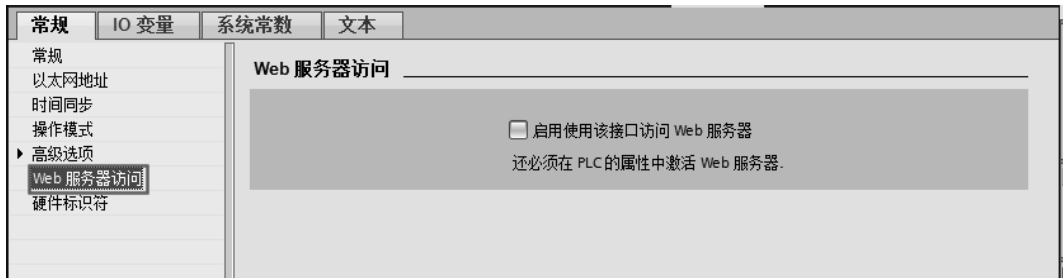 常规 IO 变量 系统常数 文本
常规
以太网地址
时间同步
操作模式
高级选项
Web 服务器访问
硬件标识符
Web 服务器访问
启用使用该接口访问 Web 服务器
还必须在 PLC 的属性中激活 Web 服务器.